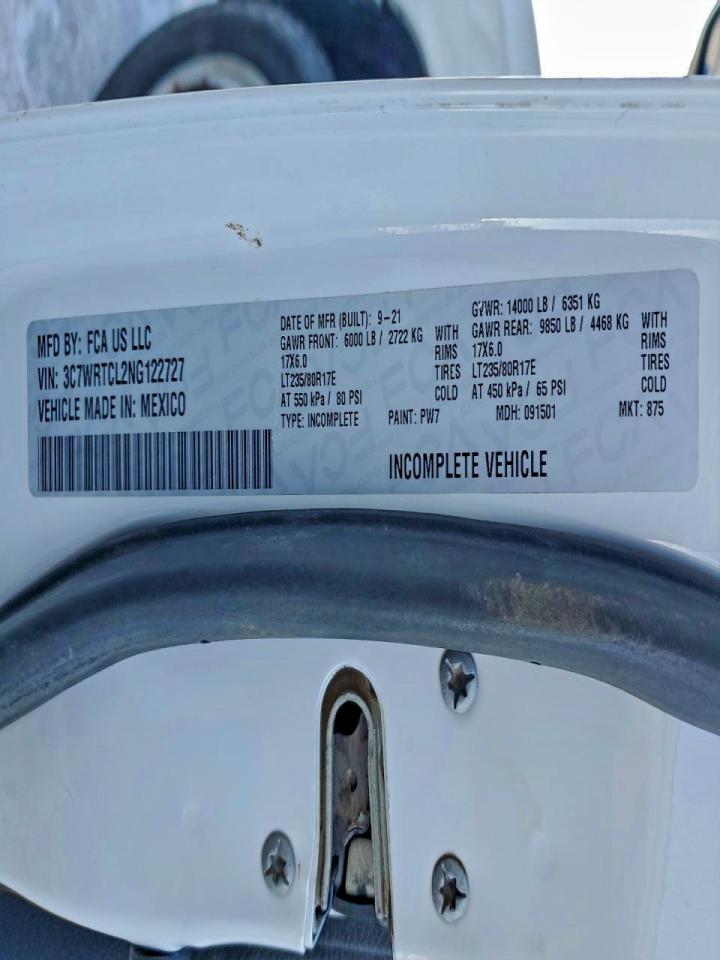 MFD BY: FCA US LLC
VIN: 3C7WRTCL2NG122727
VEHICLE MADE IN: MEXICO
DATE OF MFR (BUILT): 9-21
GAWR FRONT: 6000 LB / 2722 KG WITH
17X6.0 RIMS
LT235/80R17E TIRES
AT 550 kPa / 80 PSI COLD
TYPE: INCOMPLETE
GVWR: 14000 LB / 6351 KG
GAWR REAR: 9850 LB / 4468 KG WITH
17X6.0 RIMS
LT235/80R17E TIRES
AT 450 kPa / 65 PSI COLD
PAINT: PW7 MDH: 091501 MKT: 875
INCOMPLETE VEHICLE